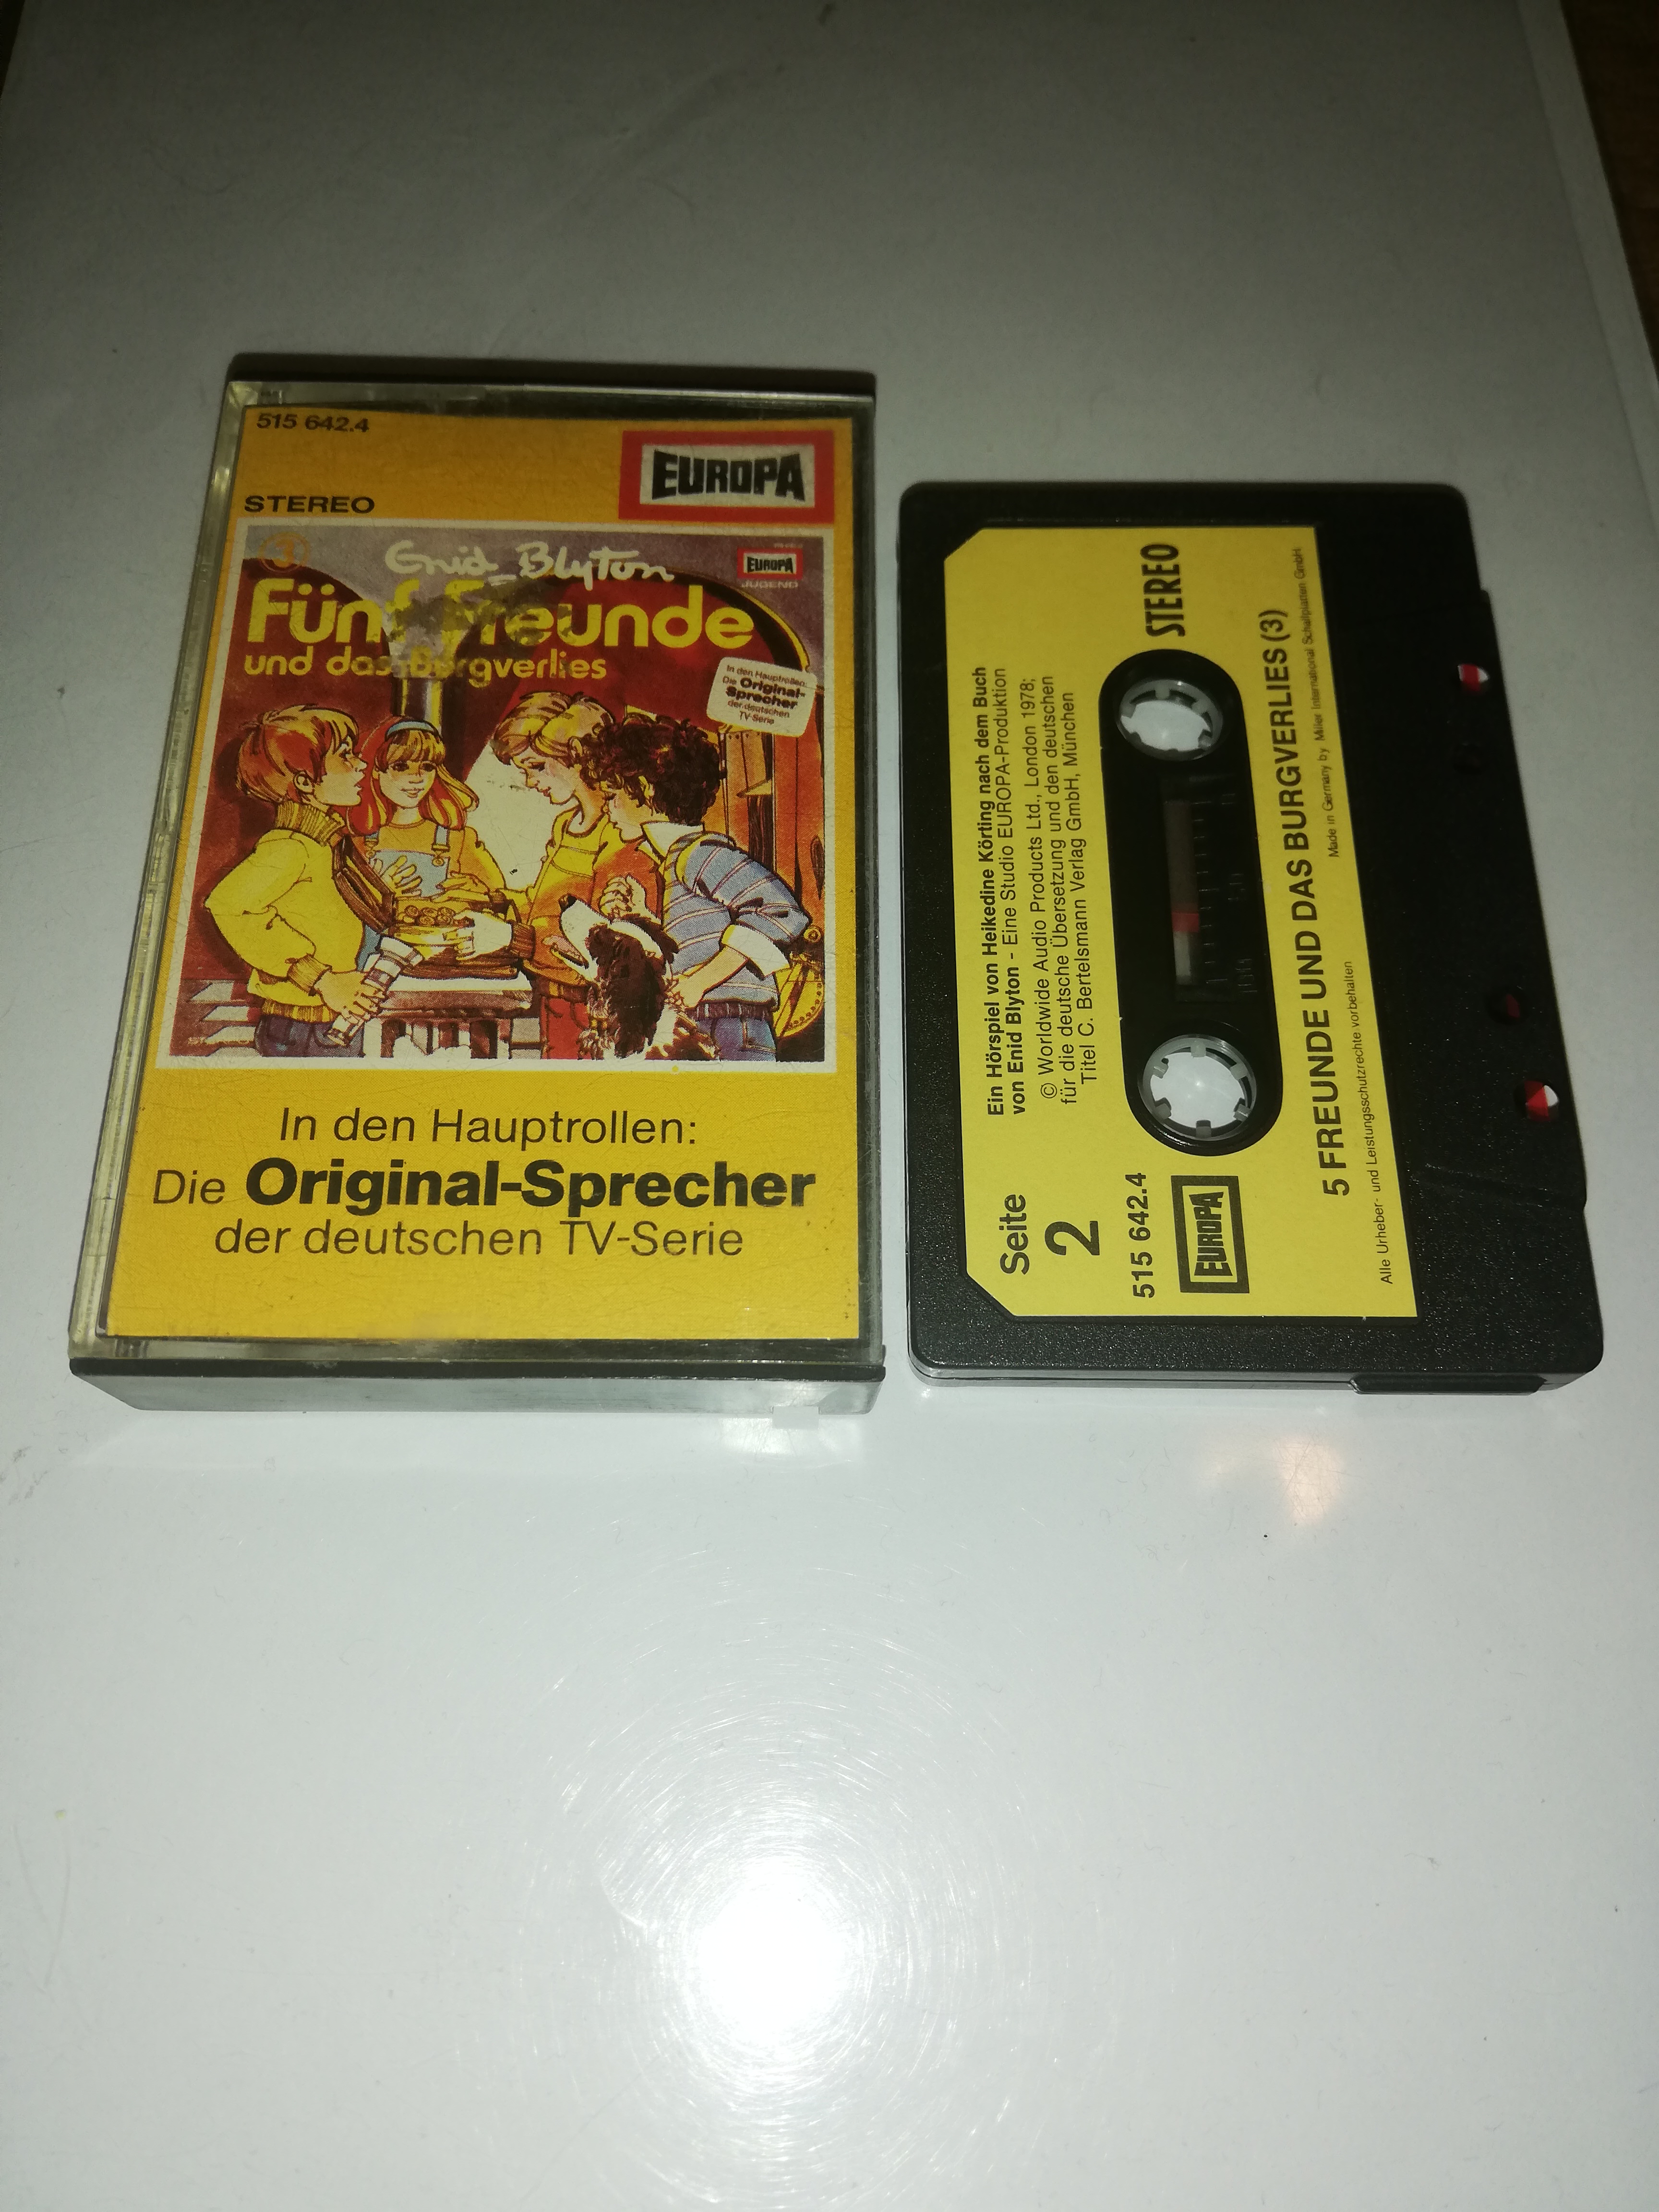 515 642.4
EUROPA
STEREO
3
Enid Blyton
EUROPA
JUGEND
Fünf Freunde
und das Burgverlies
In den Hauptrollen:
Die Original-
Sprecher
der deutschen
TV-Serie
In den Hauptrollen:
Die Original-Sprecher
der deutschen TV-Serie
Ein Hörspiel von Heikedine Körting nach dem Buch
von Enid Blyton - Eine Studio EUROPA-Produktion
© Worldwide Audio Products Ltd., London 1978;
für die deutsche Übersetzung und den deutschen
Titel C. Bertelsmann Verlag GmbH, München
Seite
2
515 642.4
EUROPA
STEREO
100
50
0
5 FREUNDE UND DAS BURGVERLIES (3)
Made in Germany by Miller International Schallplatten GmbH
Alle Urheber- und Leistungsschutzrechte vorbehalten